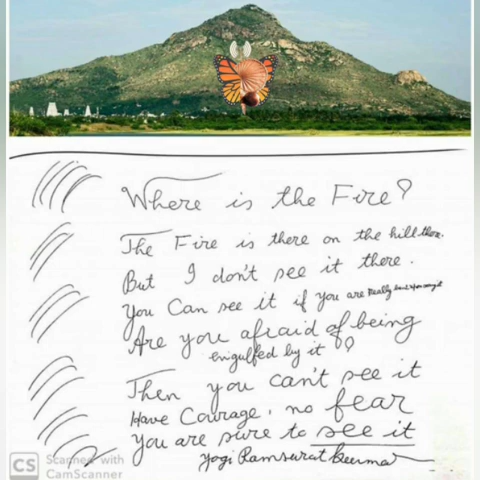 Where is the Fire?
The Fire is there on the hill there.
But I don't see it there.
You Can see it if you are Really
Are you afraid of being
engulfed by it ??
Then you can't see it
Have Courage, no fear
you are sure to see it
Yogi Ramsurat Kumar
CS Scanned with
CamScanner